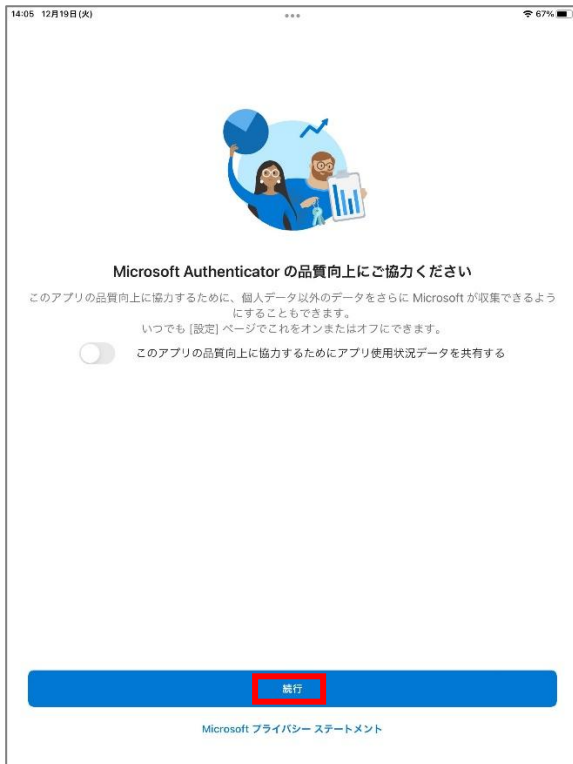 14:05 12月19日(火) 67%
Microsoft Authenticator の品質向上にご協力ください
このアプリの品質向上に協力するために、個人データ以外のデータをさらに Microsoft が収集できるよう
にすることもできます。
いつでも [設定] ページでこれをオンまたはオフにできます。
このアプリの品質向上に協力するためにアプリ使用状況データを共有する
続行
Microsoft プライバシー ステートメント